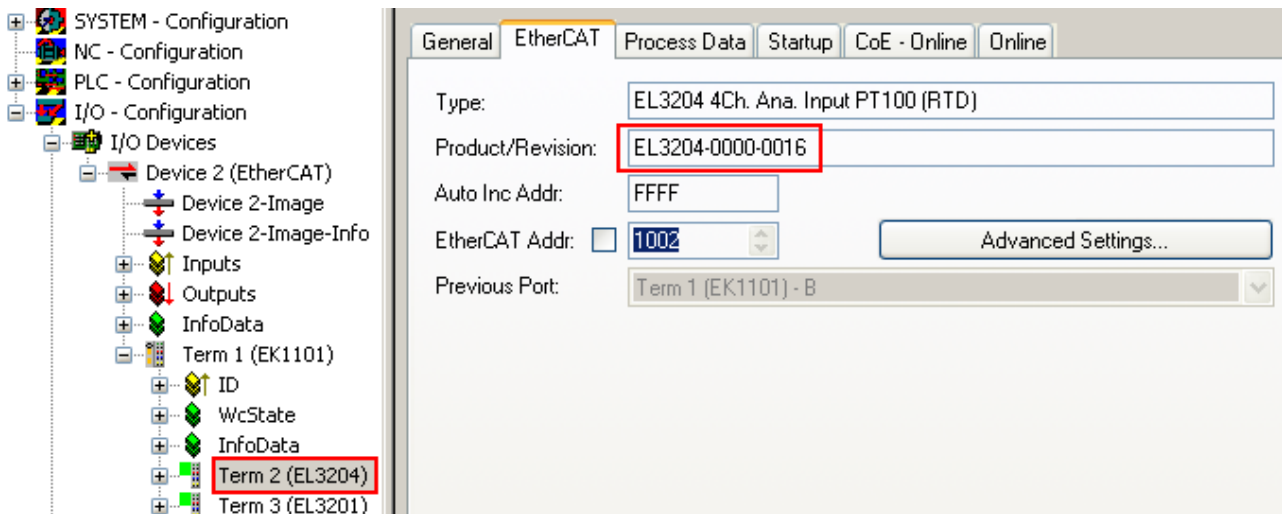 SYSTEM - Configuration
NC - Configuration
PLC - Configuration
I/O - Configuration
I/O Devices
Device 2 (EtherCAT)
Device 2-Image
Device 2-Image-Info
Inputs
Outputs
InfoData
Term 1 (EK1101)
ID
WcState
InfoData
Term 2 (EL3204)
Term 3 (EL3201)
General EtherCAT Process Data Startup CoE - Online Online
Type: EL3204 4Ch. Ana. Input PT100 (RTD)
Product/Revision: EL3204-0000-0016
Auto Inc Addr: FFFF
EtherCAT Addr: 1002 Advanced Settings...
Previous Port: Term 1 (EK1101) - B